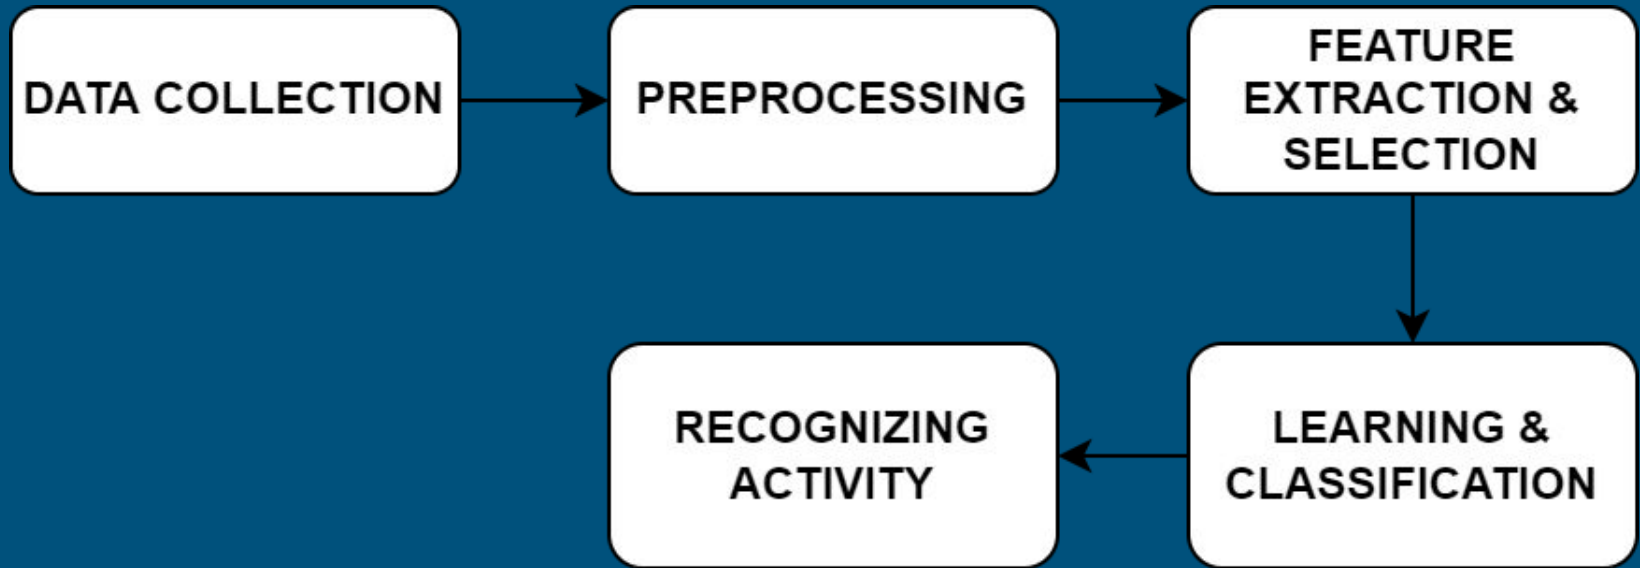 DATA COLLECTION
PREPROCESSING
FEATURE
EXTRACTION &
SELECTION
LEARNING &
CLASSIFICATION
RECOGNIZING
ACTIVITY